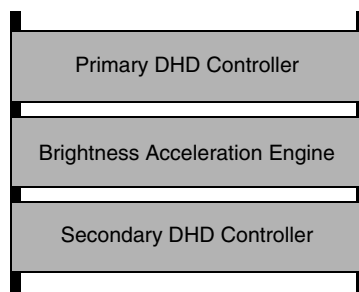 Primary DHD Controller
Brightness Acceleration Engine
Secondary DHD Controller